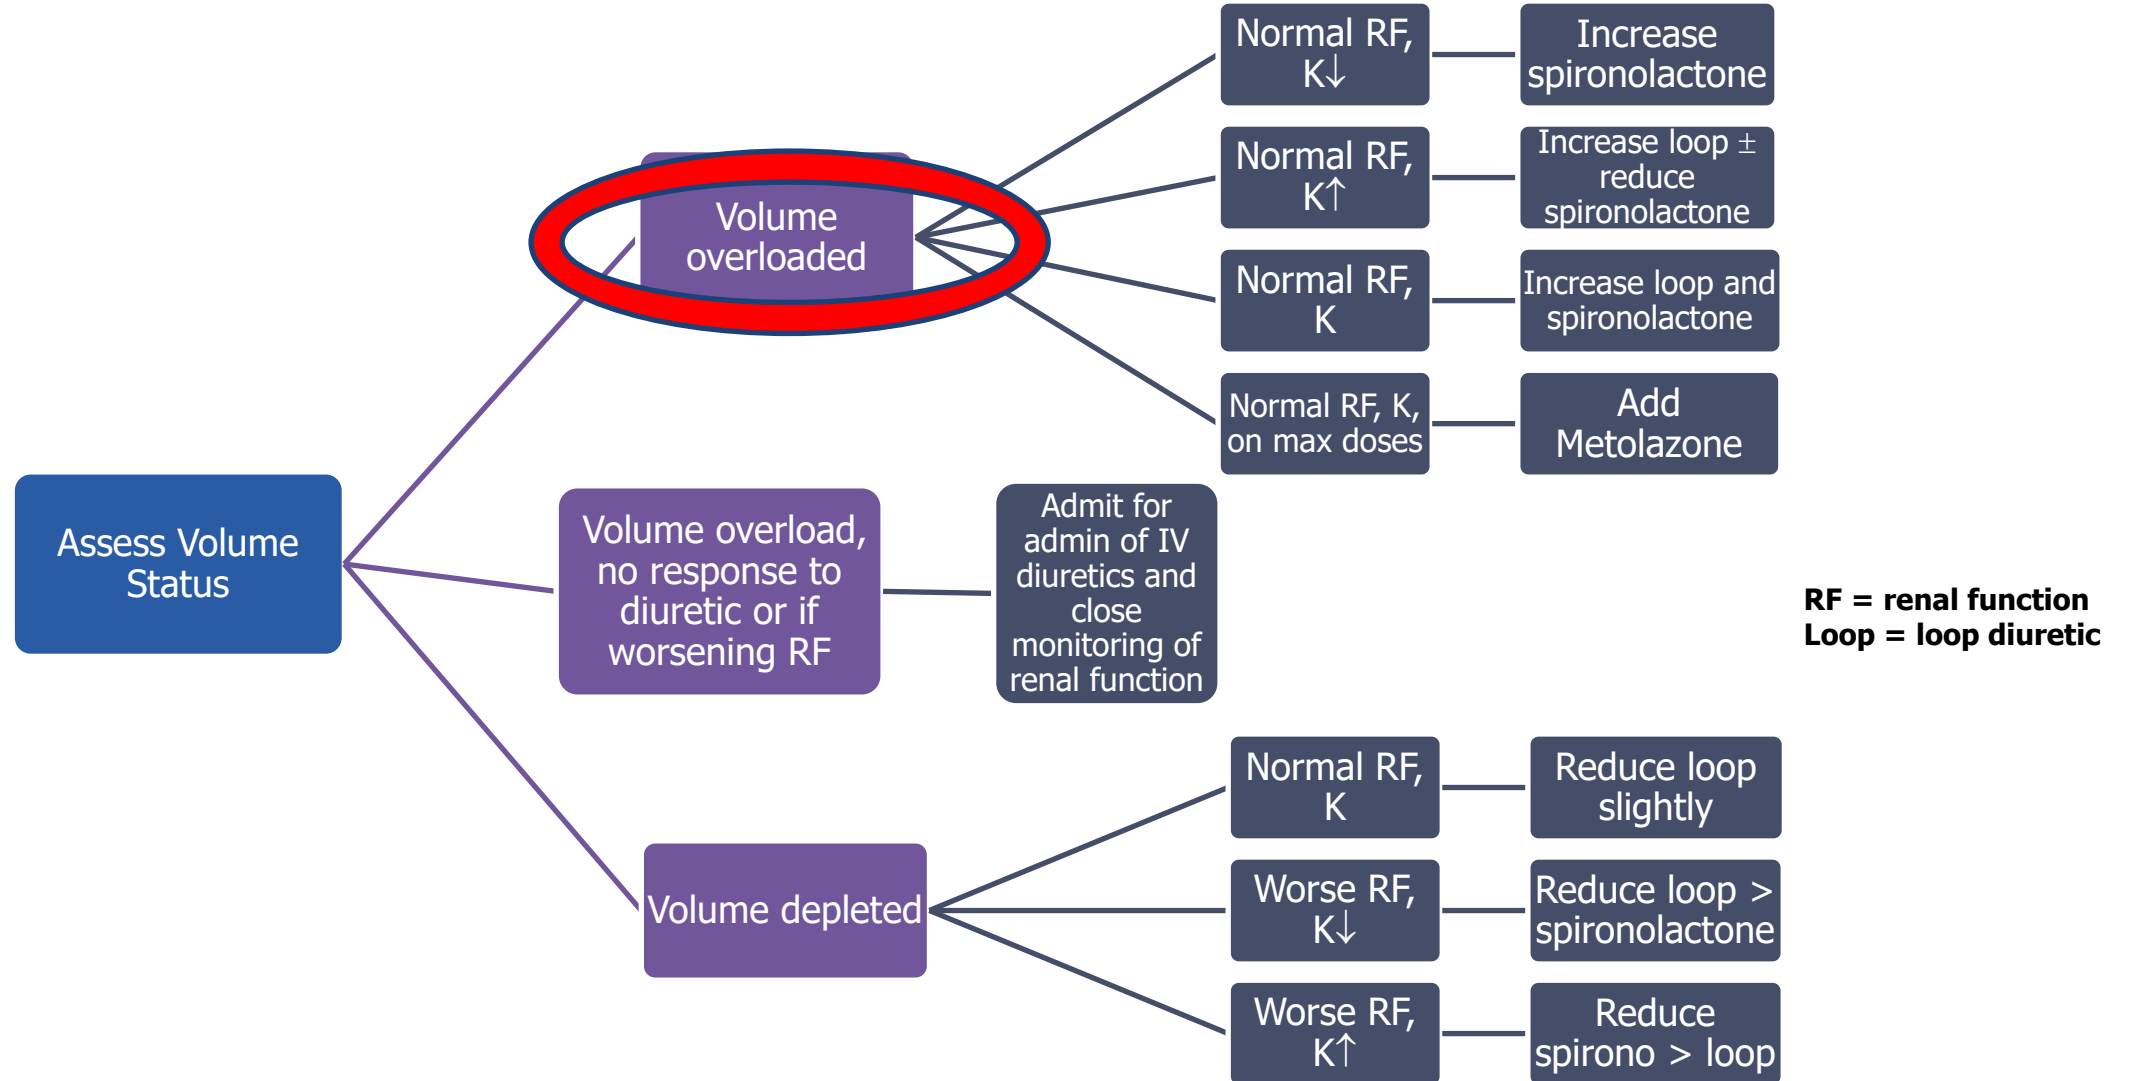 Assess Volume
Status
Volume
overloaded
Normal RF,
K↓
Increase
spironolactone
Normal RF,
K↑
Increase loop ±
reduce
spironolactone
Normal RF,
K
Increase loop and
spironolactone
Normal RF, K,
on max doses
Add
Metolazone
Volume overload,
no response to
diuretic or if
worsening RF
Admit for
admin of IV
diuretics and
close
monitoring of
renal function
RF = renal function
Loop = loop diuretic
Volume depleted
Normal RF,
K
Reduce loop
slightly
Worse RF,
K↓
Reduce loop >
spironolactone
Worse RF,
K↑
Reduce
spirono > loop